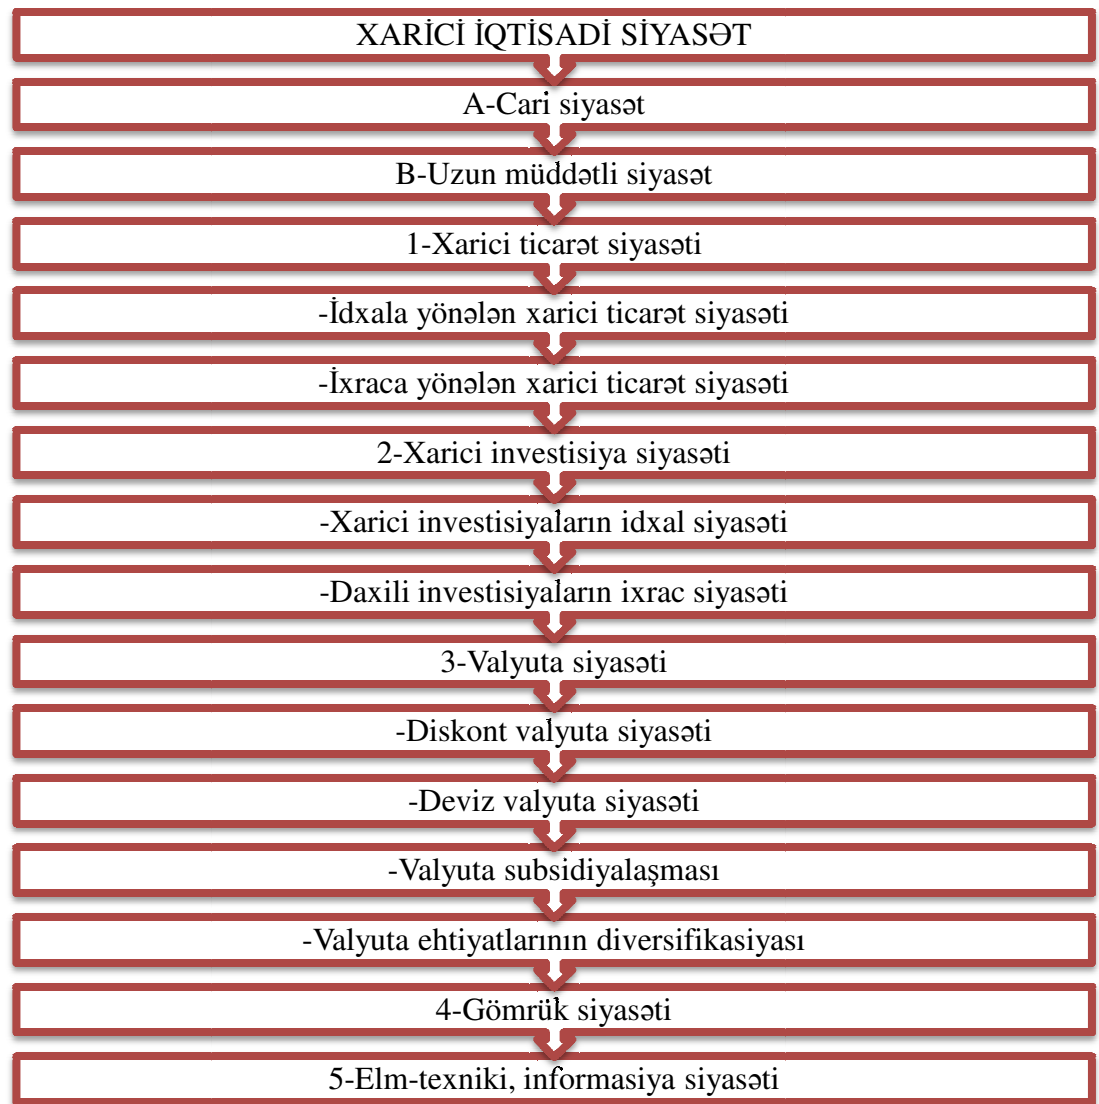 XARİCİ İQTİSADİ SİYASƏT
A-Cari siyasət
B-Uzun müddətli siyasət
1-Xarici ticarət siyasəti
-İdxala yönələn xarici ticarət siyasəti
-İxraca yönələn xarici ticarət siyasəti
2-Xarici investisiya siyasəti
-Xarici investisiyaların idxal siyasəti
-Daxili investisiyaların ixrac siyasəti
3-Valyuta siyasəti
-Diskont valyuta siyasəti
-Deviz valyuta siyasəti
-Valyuta subsidiyalaşması
-Valyuta ehtiyatlarının diversifikasiyası
4-Gömrük siyasəti
5-Elm-texniki, informasiya siyasəti